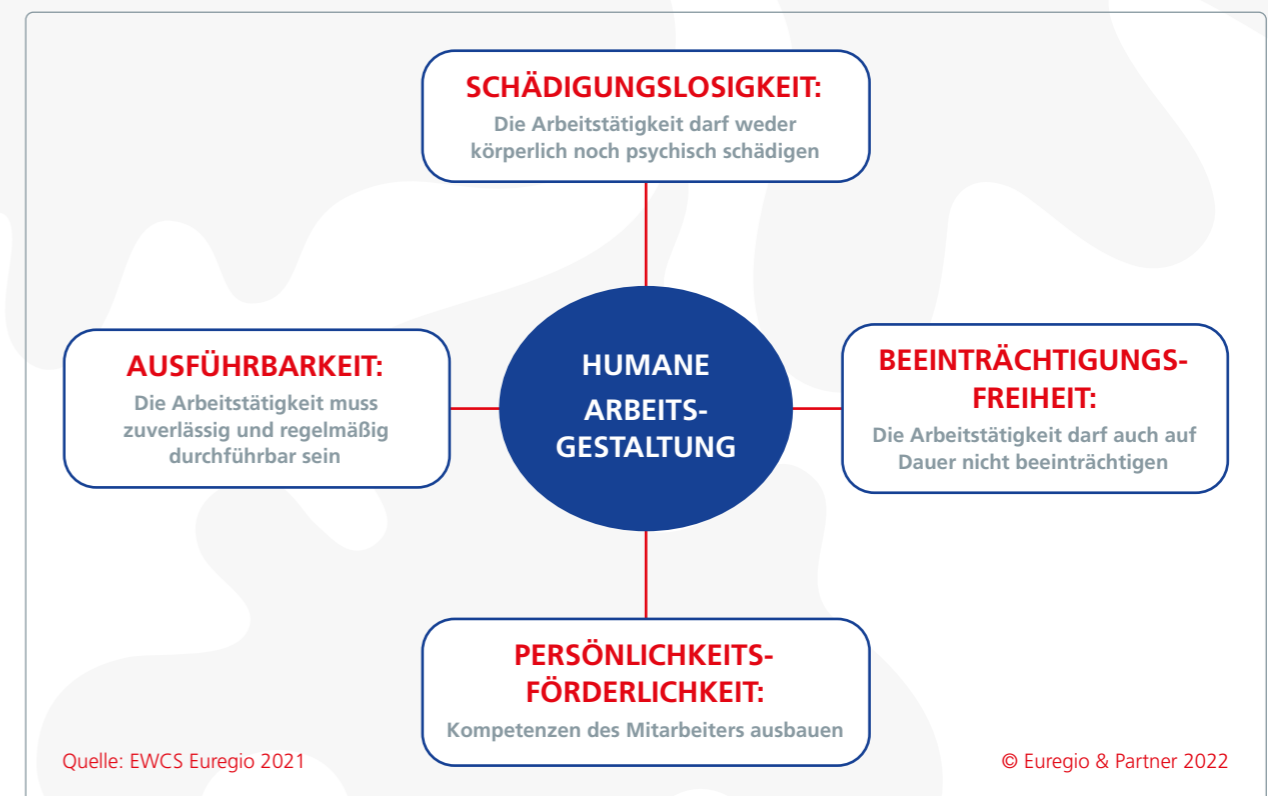 SCHÄDIGUNGSLOSIGKEIT:
Die Arbeitstätigkeit darf weder
körperlich noch psychisch schädigen
AUSFÜHRBARKEIT:
Die Arbeitstätigkeit muss
zuverlässig und regelmäßig
durchführbar sein
HUMANE
ARBEITS-
GESTALTUNG
BEEINTRÄCHTIGUNGS-
FREIHEIT:
Die Arbeitstätigkeit darf auch auf
Dauer nicht beeinträchtigen
PERSÖNLICHKEITS-
FÖRDERLICHKEIT:
Kompetenzen des Mitarbeiters ausbauen
Quelle: EWCS Euregio 2021
© Euregio & Partner 2022